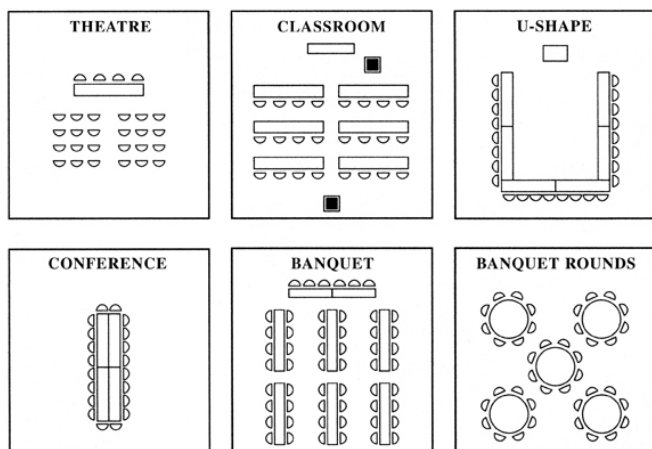 THEATRE
CLASSROOM
U-SHAPE
CONFERENCE
BANQUET
BANQUET ROUNDS